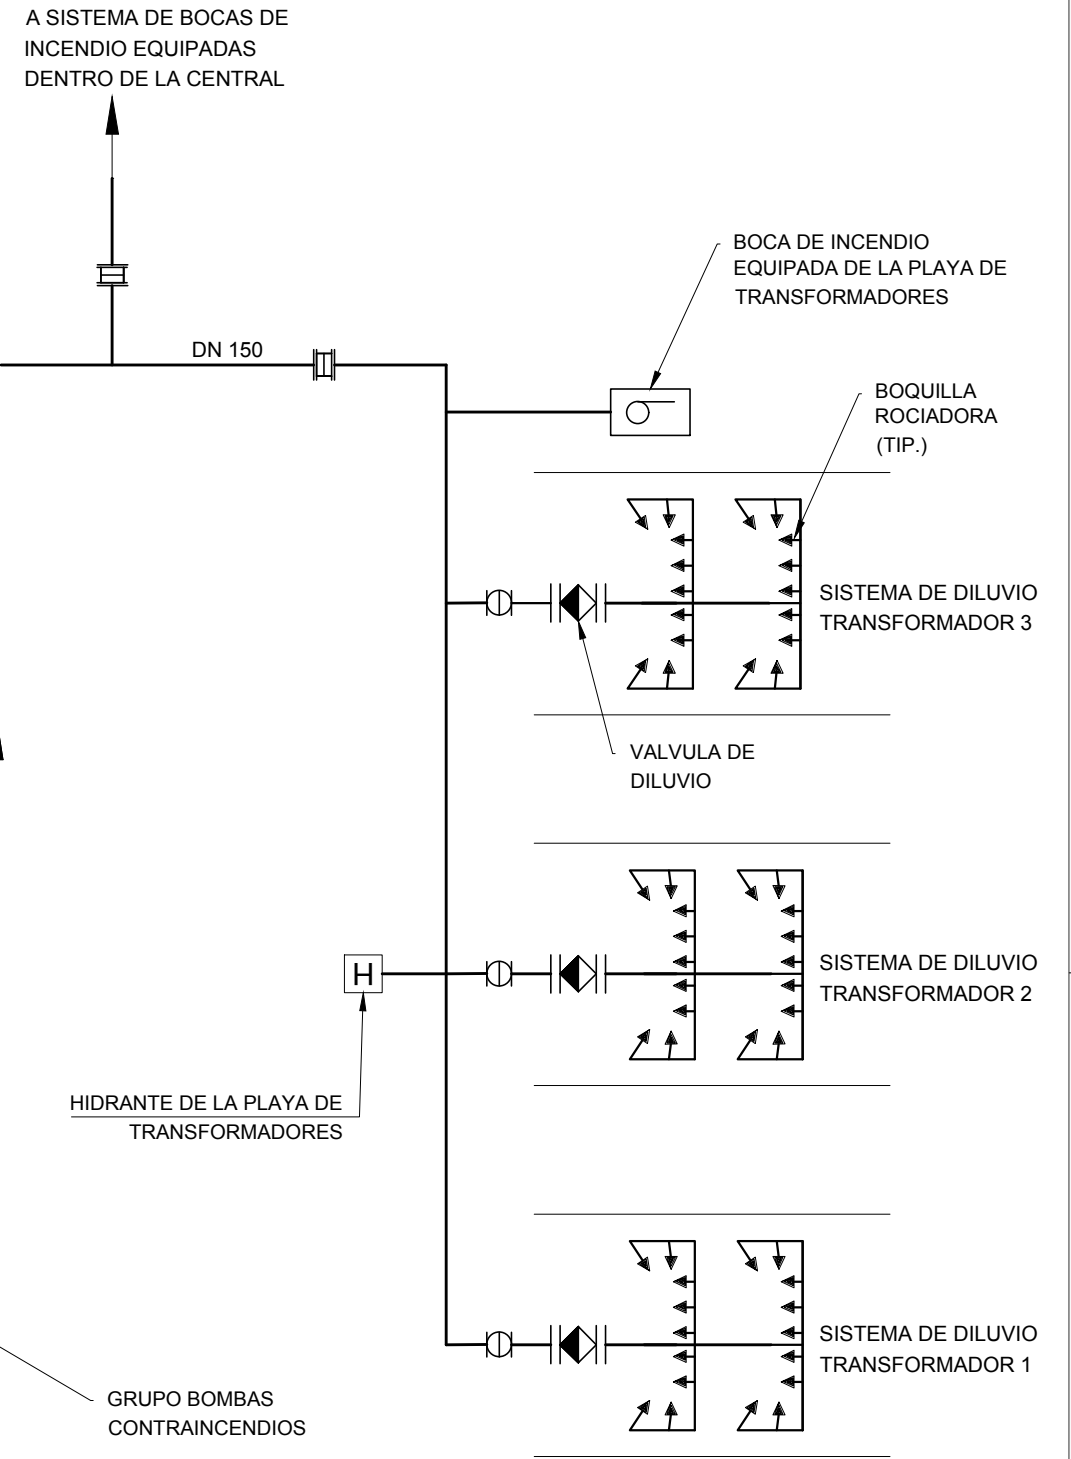 A SISTEMA DE BOCAS DE
INCENDIO EQUIPADAS
DENTRO DE LA CENTRAL
BOCA DE INCENDIO
EQUIPADA DE LA PLAYA DE
TRANSFORMADORES
DN 150
BOQUILLA
ROCIADORA
(TIP.)
SISTEMA DE DILUVIO
TRANSFORMADOR 3
VALVULA DE
DILUVIO
H
SISTEMA DE DILUVIO
TRANSFORMADOR 2
HIDRANTE DE LA PLAYA DE
TRANSFORMADORES
SISTEMA DE DILUVIO
TRANSFORMADOR 1
GRUPO BOMBAS
CONTRAINCENDIOS